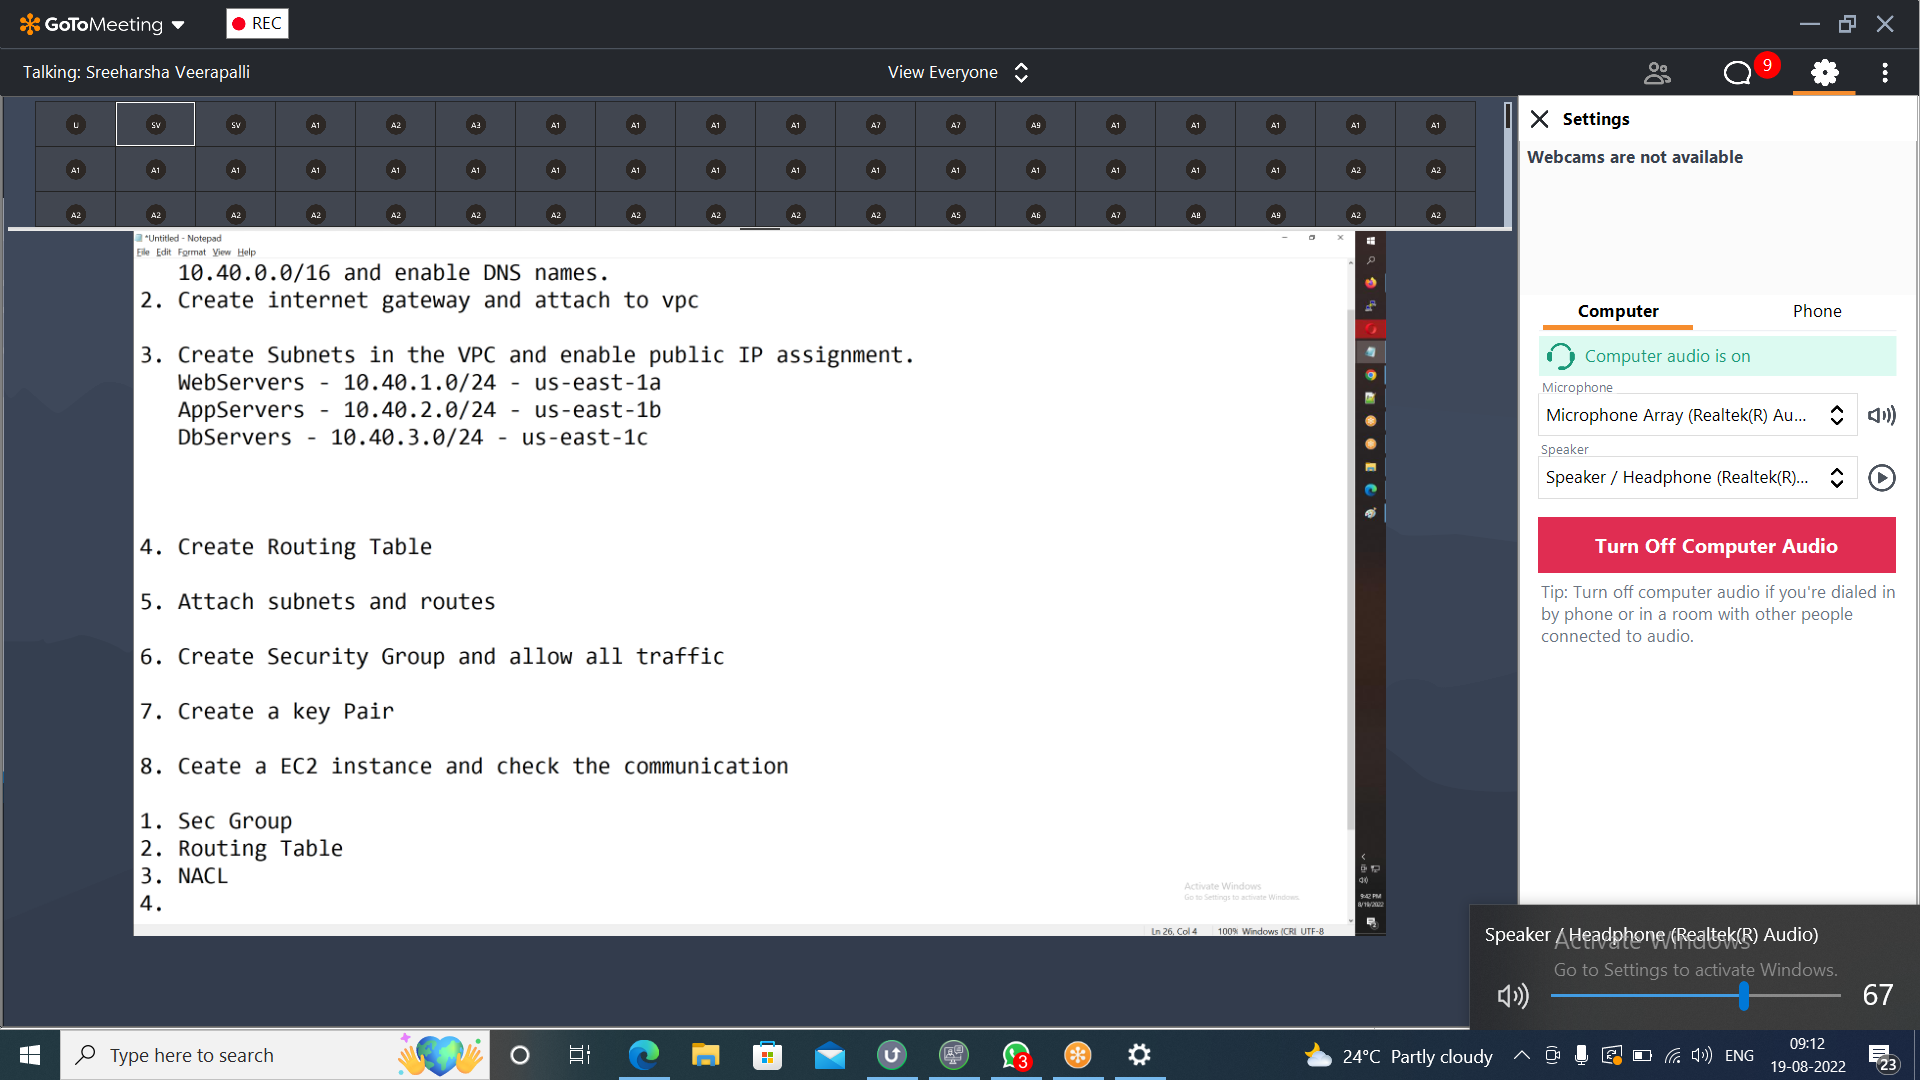 GoToMeeting
REC
Talking: Sreeharsha Veerapalli
View Everyone
9
U SV SV A1 A2 A3 A1 A1 A1 A1 A7 A7 A9 A1 A1 A1 A1 A1
A1 A1 A1 A1 A1 A1 A1 A1 A1 A1 A1 A1 A1 A1 A1 A1 A2 A2
A2 A2 A2 A2 A2 A2 A2 A2 A2 A2 A2 A5 A6 A7 A8 A9 A2 A2
*Untitled - Notepad
File Edit Format View Help
10.40.0.0/16 and enable DNS names.
2. Create internet gateway and attach to vpc
3. Create Subnets in the VPC and enable public IP assignment.
WebServers - 10.40.1.0/24 - us-east-1a
AppServers - 10.40.2.0/24 - us-east-1b
DbServers - 10.40.3.0/24 - us-east-1c
4. Create Routing Table
5. Attach subnets and routes
6. Create Security Group and allow all traffic
7. Create a key Pair
8. Ceate a EC2 instance and check the communication
1. Sec Group
2. Routing Table
3. NACL
4.
Activate Windows
Go to Settings to activate Windows.
Ln 26, Col 4 100% Windows (CRL UTF-8
9:42 PM
8/18/2022
Settings
Webcams are not available
Computer Phone
Computer audio is on
Microphone
Microphone Array (Realtek(R) Au...
Speaker
Speaker / Headphone (Realtek(R)...
Turn Off Computer Audio
Tip: Turn off computer audio if you're dialed in
by phone or in a room with other people
connected to audio.
Speaker / Headphone (Realtek(R) Audio)
Activate Windows
Go to Settings to activate Windows.
67
Type here to search
3
24°C Partly cloudy
ENG
09:12
19-08-2022
23